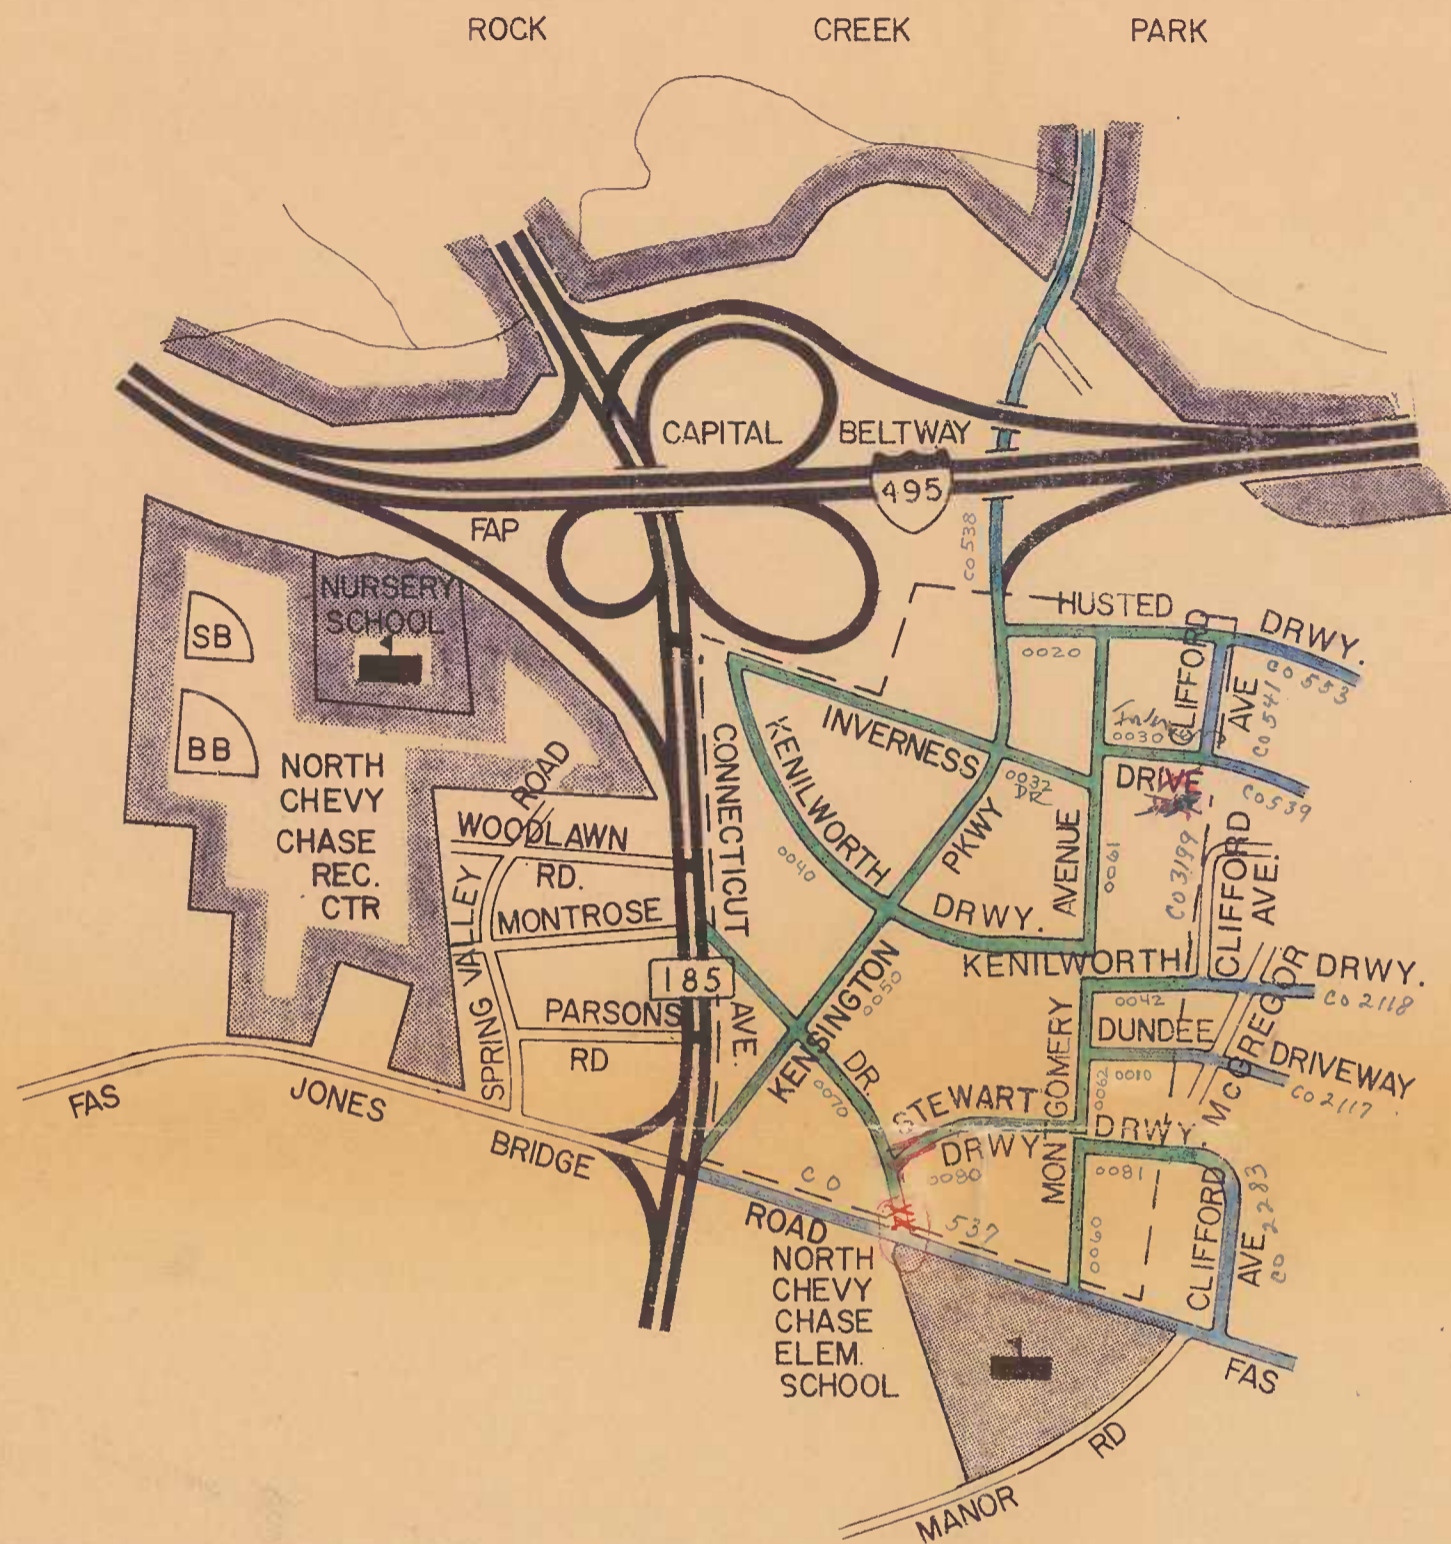 ROCK CREEK PARK
CAPITAL BELTWAY
495
FAP
CO 538
NURSERY
SCHOOL
SB
BB
NORTH
CHEVY
CHASE
REC.
CTR
HUSTED DRWY.
CO 553
0020
CLIFFORD AVE
CO 541
0030
INVERNESS DRIVE
0032
DR
CO 539
KENILWORTH DRWY.
0040
CONNECTICUT AVE.
185
KENSINGTON PKWY
0050
AVENUE
0061
CO 3199
CLIFFORD
AVE.
WOODLAWN
RD.
ROAD
SPRING VALLEY
MONTROSE
PARSONS
RD
KENILWORTH DRWY.
CO 2118
0042
DUNDEE DRIVEWAY
CO 2117
0010
McGREGOR
MONTGOMERY
0062
DR.
0070
STEWART
DRWY
0080
DRWY.
0081
0060
CLIFFORD AVE
CO 2283
FAS
JONES
BRIDGE
ROAD
CO 537
FAS
NORTH
CHEVY
CHASE
ELEM.
SCHOOL
MANOR RD